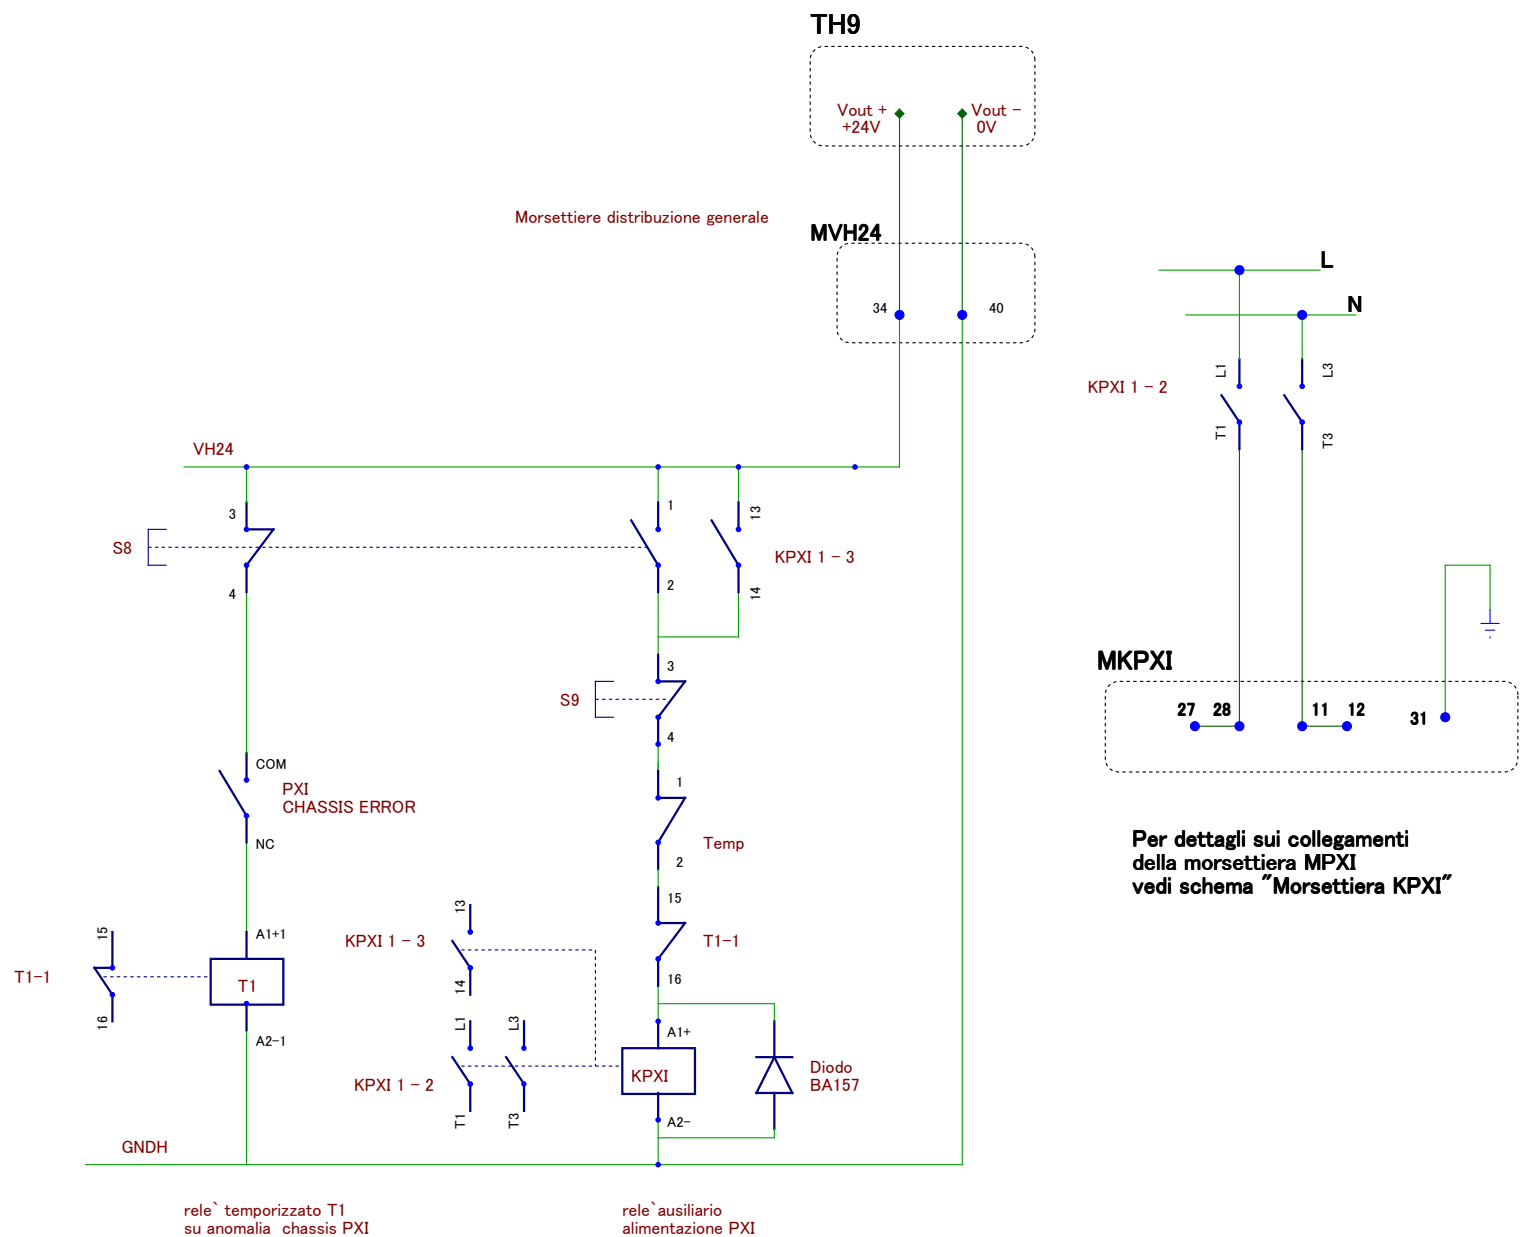 TH9
Vout +
+24V
Vout -
0V
Morsettiere distribuzione generale
MVH24
34
40
L
N
L1
L3
KPXI 1 - 2
T1
T3
VH24
3
S8
4
1
2
13
KPXI 1 - 3
14
3
S9
4
MKPXI
27
28
11
12
31
COM
PXI
CHASSIS ERROR
NC
1
Temp
2
Per dettagli sui collegamenti
della morsettiera MPXI
vedi schema "Morsettiera KPXI"
15
T1-1
16
A1+1
T1
A2-1
13
KPXI 1 - 3
14
L1
L3
KPXI 1 - 2
T1
T3
15
T1-1
16
A1+
KPXI
A2-
Diodo
BA157
GNDH
rele` temporizzato T1
su anomalia chassis PXI
rele`ausiliario
alimentazione PXI